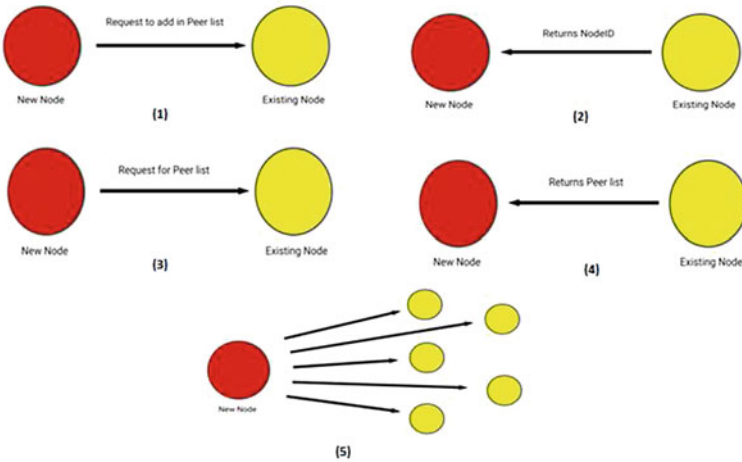 Request to add in Peer list
New Node
Existing Node
(1)
Returns NodeID
New Node
Existing Node
(2)
Request for Peer list
New Node
Existing Node
(3)
Returns Peer list
New Node
Existing Node
(4)
New Node
(5)